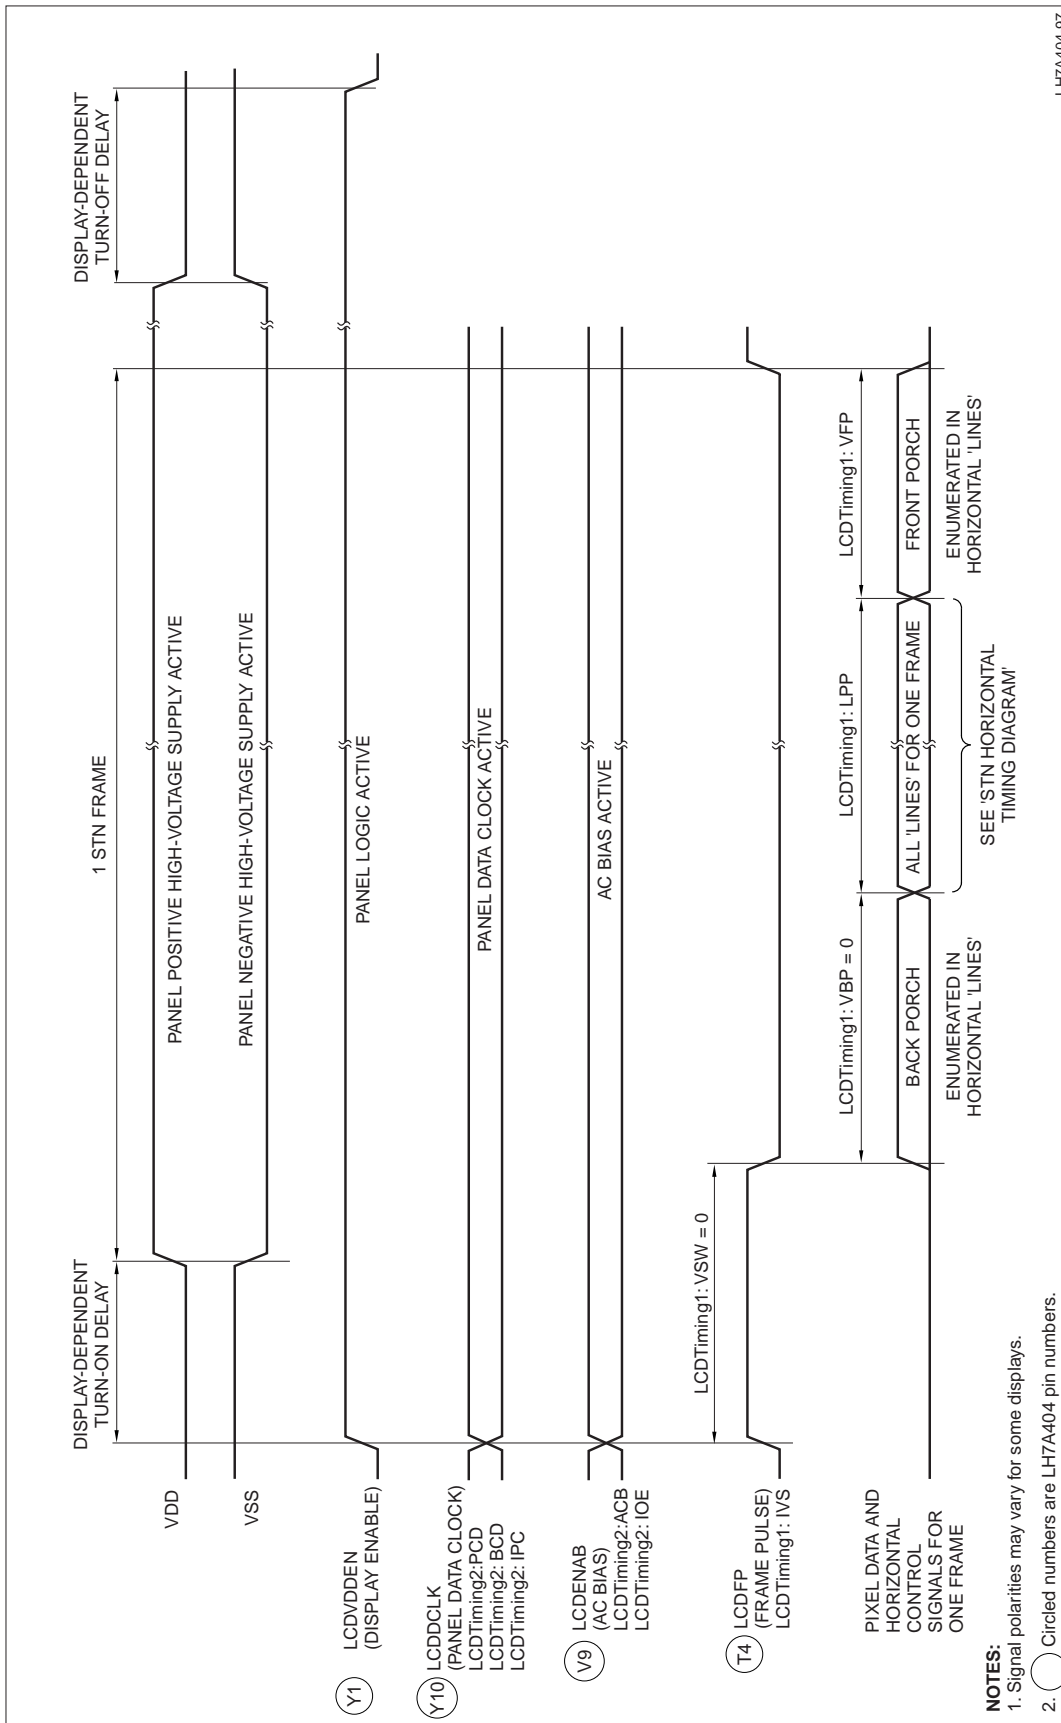 DISPLAY-DEPENDENT
TURN-ON DELAY
1 STN FRAME
DISPLAY-DEPENDENT
TURN-OFF DELAY
VDD
PANEL POSITIVE HIGH-VOLTAGE SUPPLY ACTIVE
VSS
PANEL NEGATIVE HIGH-VOLTAGE SUPPLY ACTIVE
Y1
LCDVDDEN
(DISPLAY ENABLE)
PANEL LOGIC ACTIVE
Y10
LCDDCLK
(PANEL DATA CLOCK)
LCDTiming2:PCD
LCDTiming2: BCD
LCDTiming2: IPC
PANEL DATA CLOCK ACTIVE
V9
LCDENAB
(AC BIAS)
LCDTiming2:ACB
LCDTiming2: IOE
AC BIAS ACTIVE
LCDTiming1: VSW = 0
T4
LCDFP
(FRAME PULSE)
LCDTiming1: IVS
LCDTiming1: VBP = 0
LCDTiming1: LPP
LCDTiming1: VFP
PIXEL DATA AND
HORIZONTAL
CONTROL
SIGNALS FOR
ONE FRAME
BACK PORCH
ALL 'LINES' FOR ONE FRAME
FRONT PORCH
ENUMERATED IN
HORIZONTAL 'LINES'
SEE 'STN HORIZONTAL
TIMING DIAGRAM'
ENUMERATED IN
HORIZONTAL 'LINES'
NOTES:
1. Signal polarities may vary for some displays.
2. Circled numbers are LH7A404 pin numbers.
LH7A404-97